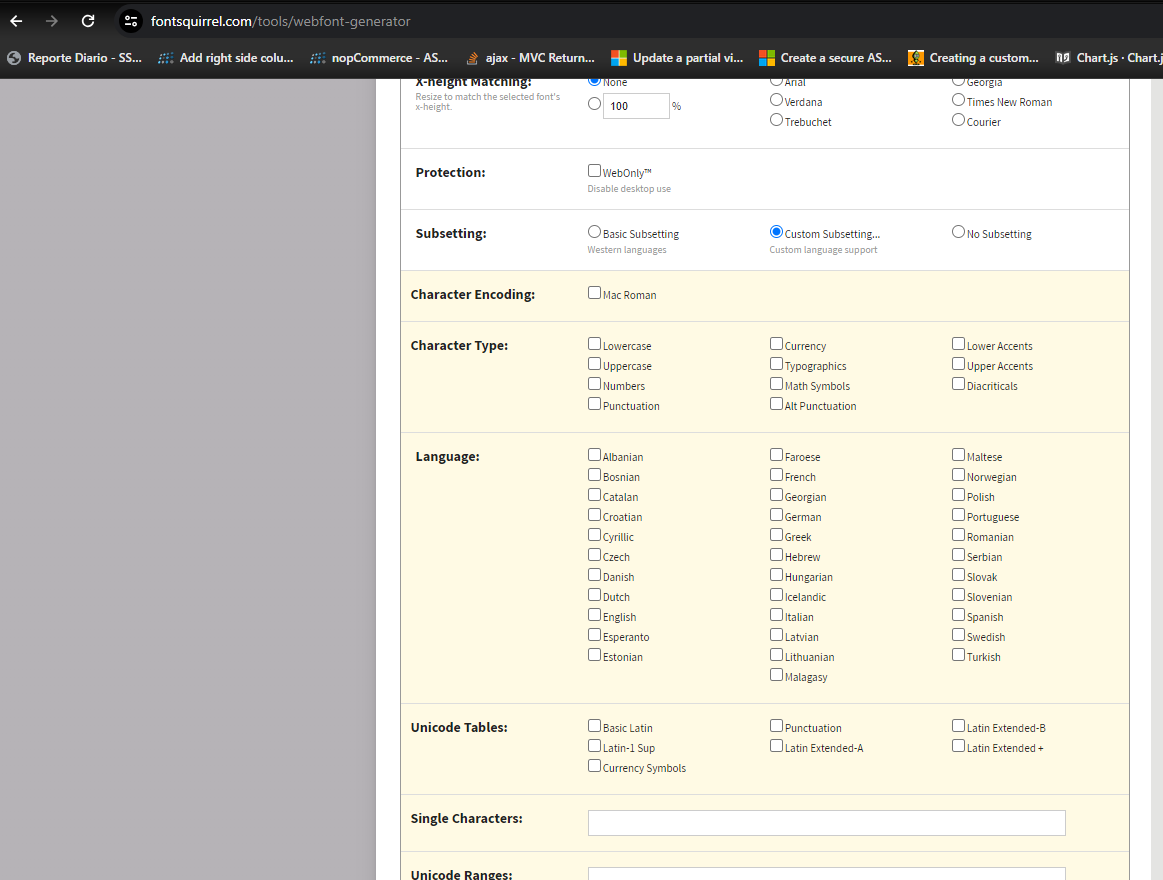 fontsquirrel.com/tools/webfont-generator
Reporte Diario - SS... Add right side colu... nopCommerce - AS... ajax - MVC Return... Update a partial vi... Create a secure AS... Creating a custom... Chart.js · Chart.j
X-height Matching: None Arial Georgia
Resize to match the selected font's
x-height.
100 % Verdana Times New Roman
Trebuchet Courier
Protection: WebOnly™
Disable desktop use
Subsetting: Basic Subsetting Custom Subsetting... No Subsetting
Western languages Custom language support
Character Encoding: Mac Roman
Character Type: Lowercase Currency Lower Accents
Uppercase Typographics Upper Accents
Numbers Math Symbols Diacriticals
Punctuation Alt Punctuation
Language: Albanian Faroese Maltese
Bosnian French Norwegian
Catalan Georgian Polish
Croatian German Portuguese
Cyrillic Greek Romanian
Czech Hebrew Serbian
Danish Hungarian Slovak
Dutch Icelandic Slovenian
English Italian Spanish
Esperanto Latvian Swedish
Estonian Lithuanian Turkish
Malagasy
Unicode Tables: Basic Latin Punctuation Latin Extended-B
Latin-1 Sup Latin Extended-A Latin Extended +
Currency Symbols
Single Characters:
Unicode Ranges: